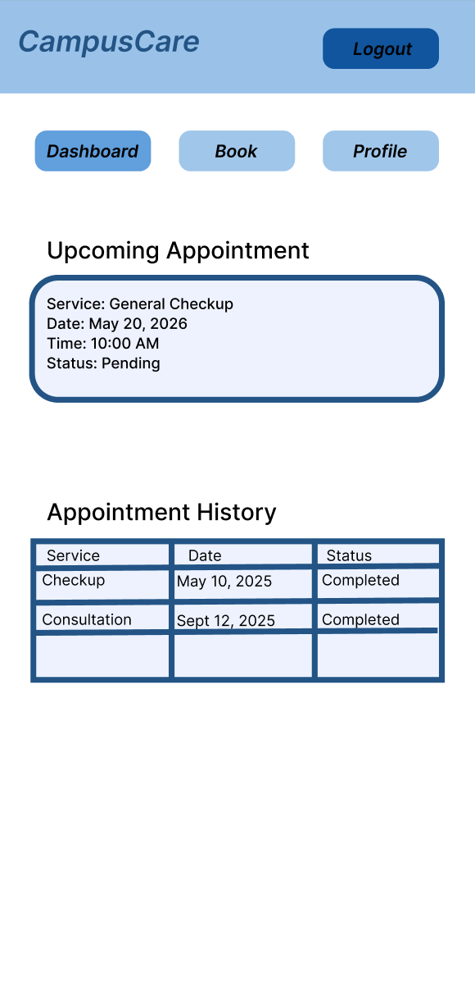 CampusCare
Logout
Dashboard Book Profile
Upcoming Appointment
Service: General Checkup
Date: May 20, 2026
Time: 10:00 AM
Status: Pending
Appointment History
Service Date Status
Checkup May 10, 2025 Completed
Consultation Sept 12, 2025 Completed